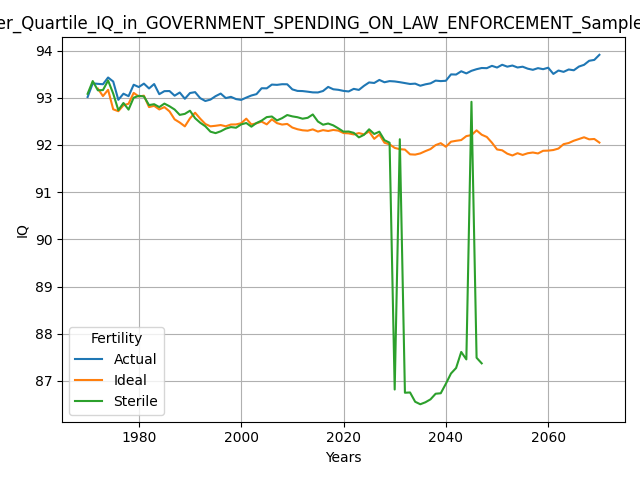 er_Quartile_IQ_in_GOVERNMENT_SPENDING_ON_LAW_ENFORCEMENT_Sample
94
93
92
91
90
89
88
87
IQ
Fertility
Actual
Ideal
Sterile
1980
2000
2020
2040
2060
Years